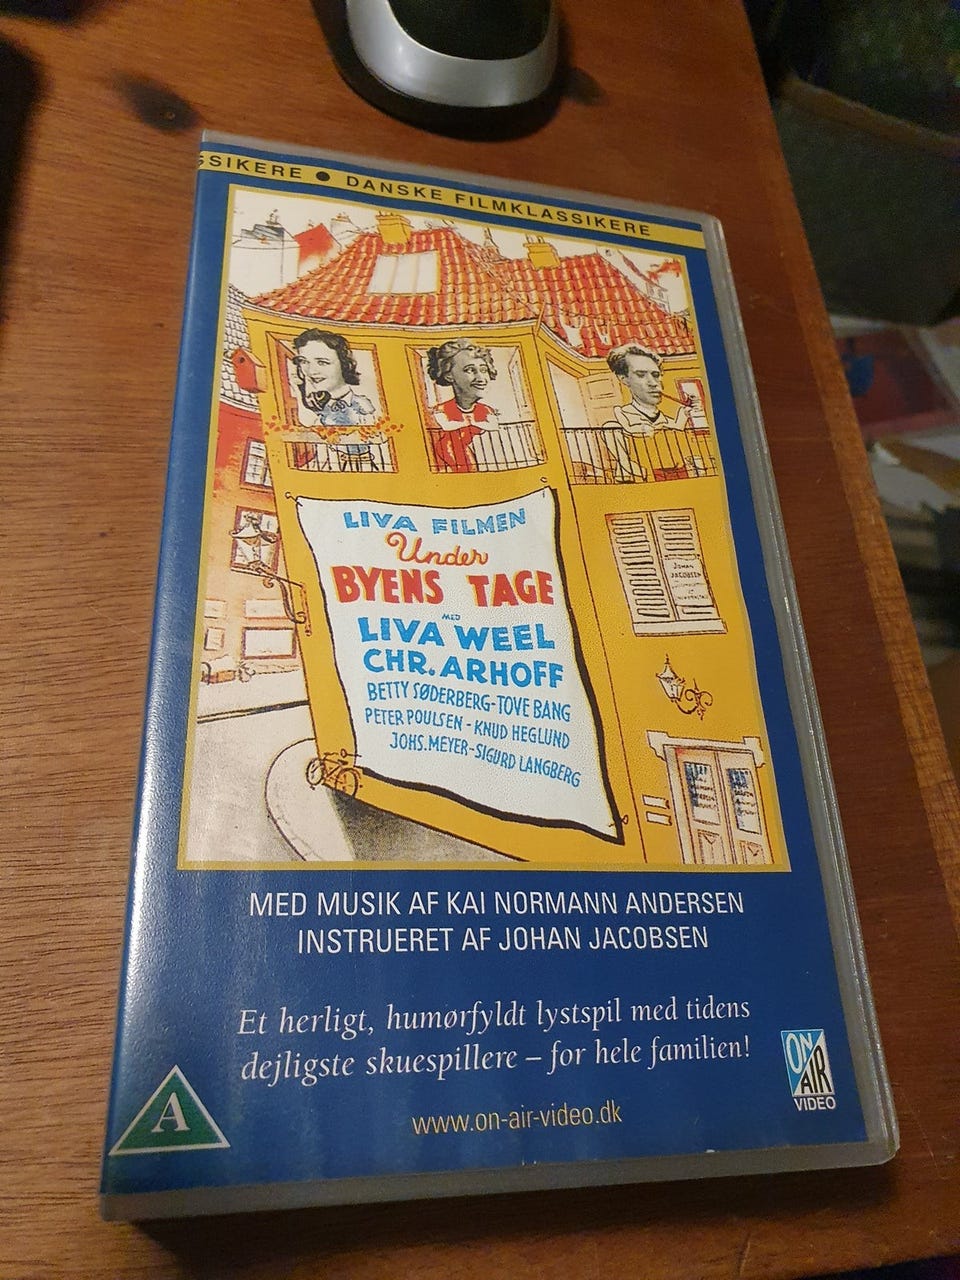 SSIKERE ● DANSKE FILMKLASSIKERE
LIVA FILMEN
Under
BYENS TAGE
MED
LIVA WEEL
CHR. ARHOFF
BETTY SØDERBERG-TOVE BANG
PETER POULSEN - KNUD HEGLUND
JOHS. MEYER-SIGURD LANGBERG
JOHAN
JACOBSEN
MED MUSIK AF KAI NORMANN ANDERSEN
INSTRUERET AF JOHAN JACOBSEN
Et herligt, humørfyldt lystspil med tidens
dejligste skuespillere – for hele familien!
www.on-air-video.dk
A
ON
AIR
VIDEO